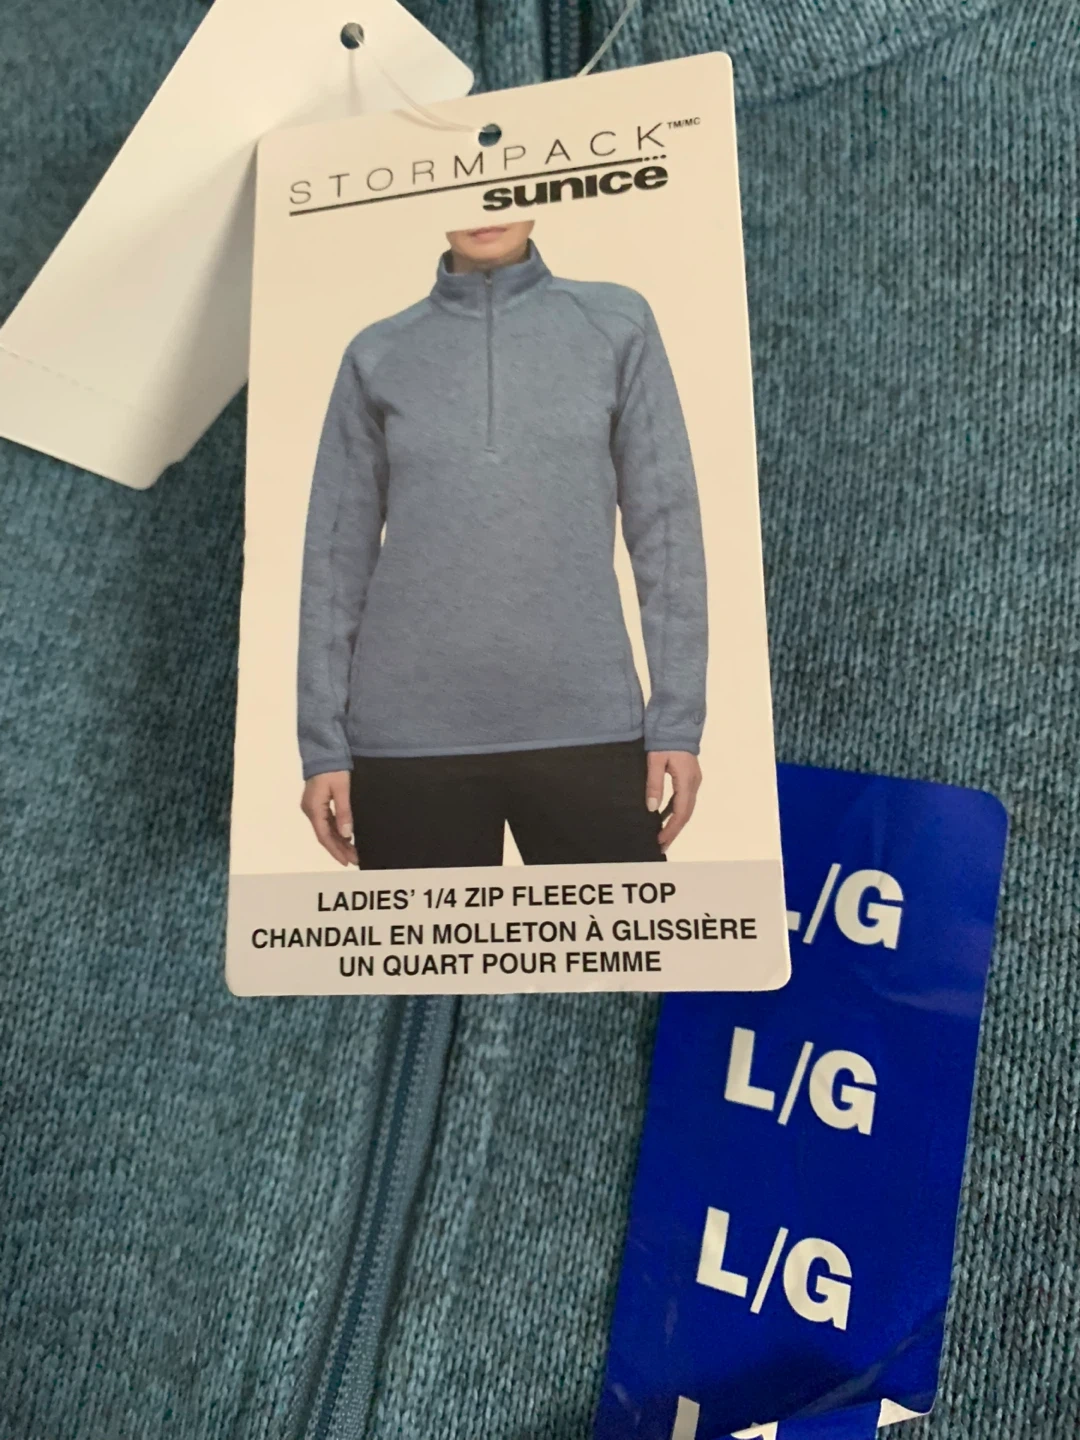 STORMPACK™/MC
sunice
LADIES' 1/4 ZIP FLEECE TOP
CHANDAIL EN MOLLETON À GLISSIÈRE
UN QUART POUR FEMME
L/G
L/G
L/G